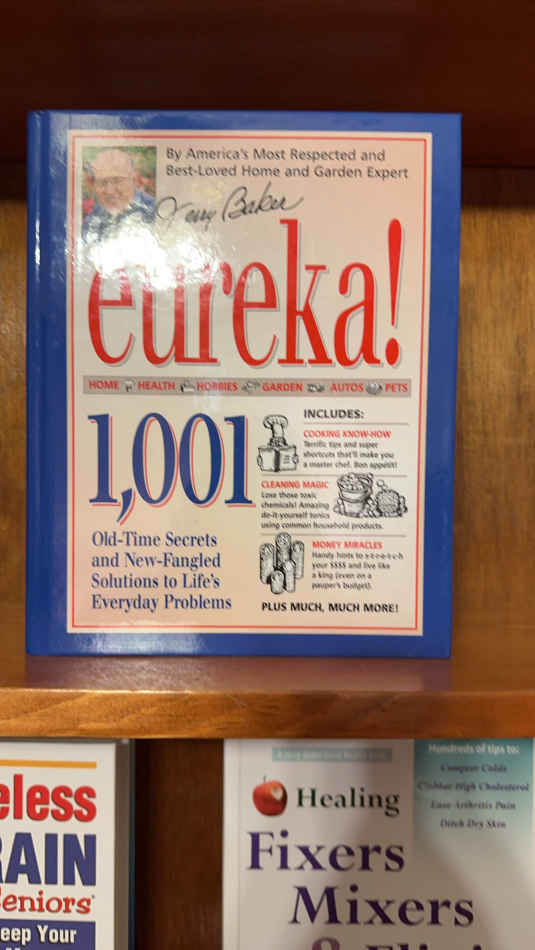 By America's Most Respected and
Best-Loved Home and Garden Expert
Jerry Baker
eureka!
HOME HEALTH HOBBIES GARDEN AUTOS PETS
1,001
Old-Time Secrets
and New-Fangled
Solutions to Life's
Everyday Problems
INCLUDES:
COOKING KNOW-HOW
Terrific tips and super
shortcuts that'll make you
a master chef. Bon appétit!
CLEANING MAGIC
Lose those toxic
chemicals! Amazing
do-it-yourself tonics
using common household products.
MONEY MIRACLES
Handy hints to s-t-r-e-t-c-h
your $$$$ and live like
a king (even on a
pauper's budget).
PLUS MUCH, MUCH MORE!
eless
RAIN
eniors
eep Your
Healing
Fixers
Mixers
Hundreds of tips to:
Conquer Colds
Clobber High Cholesterol
Ease Arthritis Pain
Ditch Dry Skin